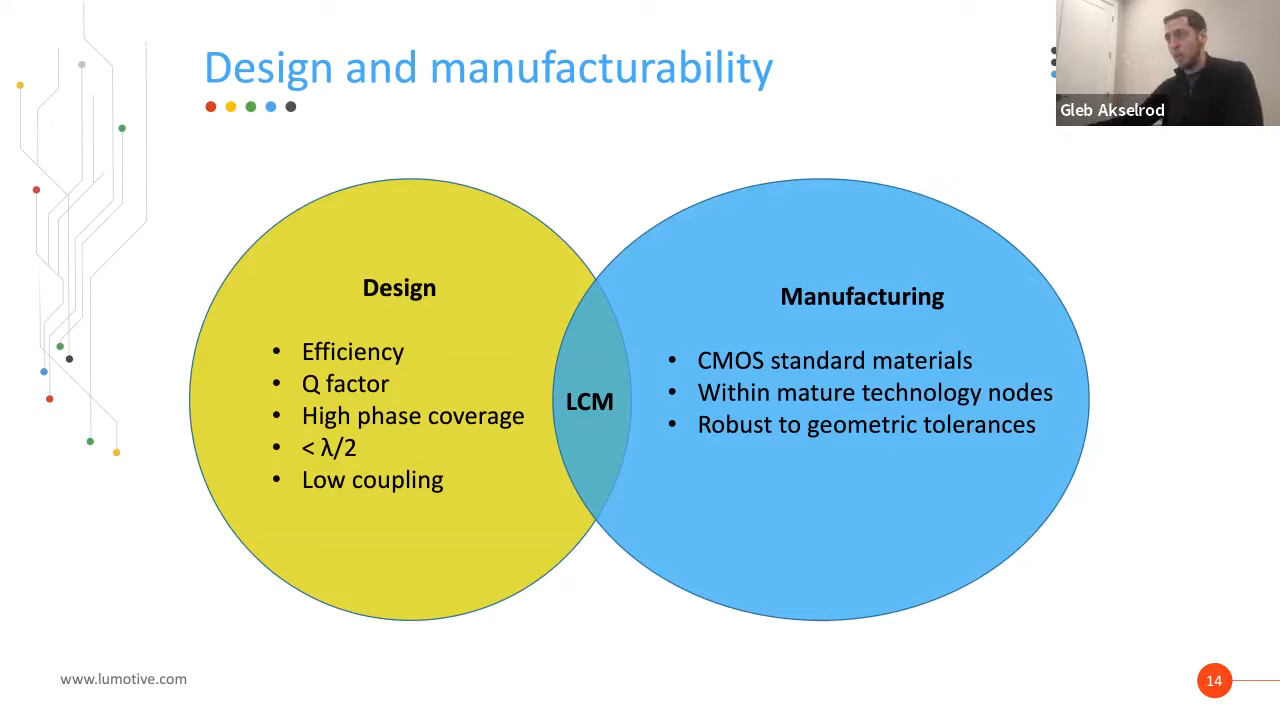 Design and manufacturability
Gleb Akselrod
Design
• Efficiency
• Q factor
• High phase coverage
• < λ/2
• Low coupling
LCM
Manufacturing
• CMOS standard materials
• Within mature technology nodes
• Robust to geometric tolerances
www.lumotive.com
14